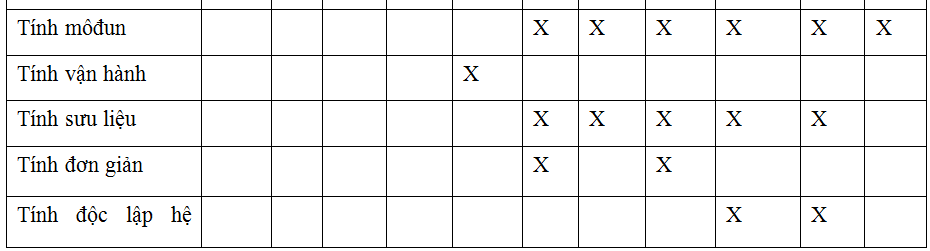 Tính môđun X X X X X X
Tính vận hành X
Tính sưu liệu X X X X X
Tính đơn giản X X
Tính độc lập hệ X X